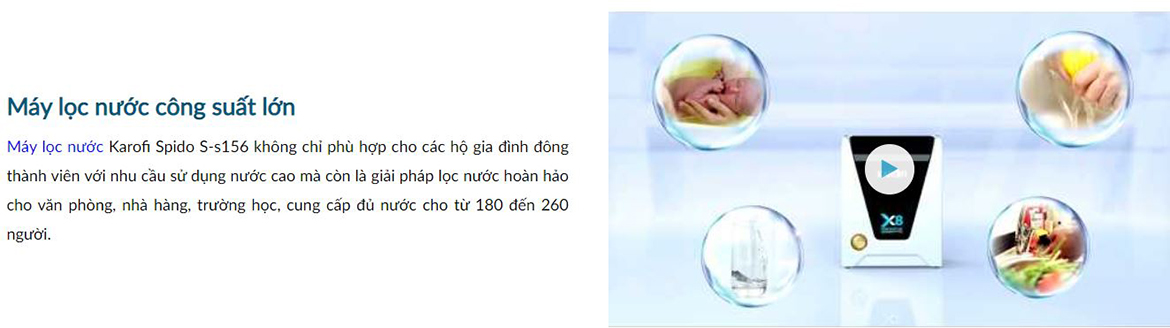 Máy lọc nước công suất lớn
Máy lọc nước Karofi Spido S-s156 không chỉ phù hợp cho các hộ gia đình đông
thành viên với nhu cầu sử dụng nước cao mà còn là giải pháp lọc nước hoàn hảo
cho văn phòng, nhà hàng, trường học, cung cấp đủ nước cho từ 180 đến 260
người.
X8